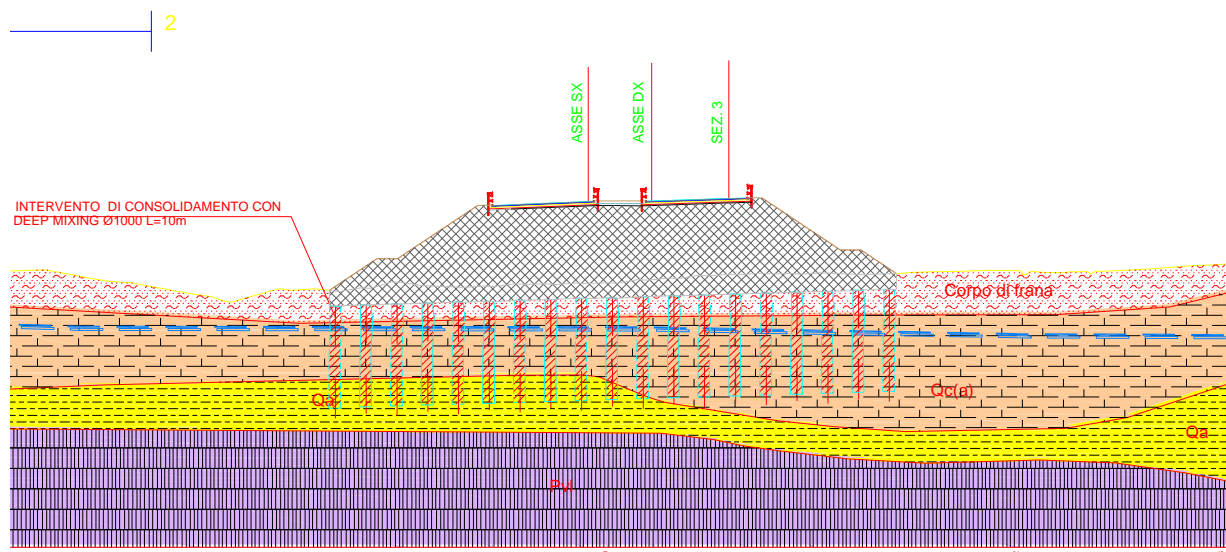 2
ASSE SX
ASSE DX
SEZ. 3
INTERVENTO DI CONSOLIDAMENTO CON
DEEP MIXING Ø1000 L=10m
Corpo di frana
Qa
Qc(a)
Qa
Pvl